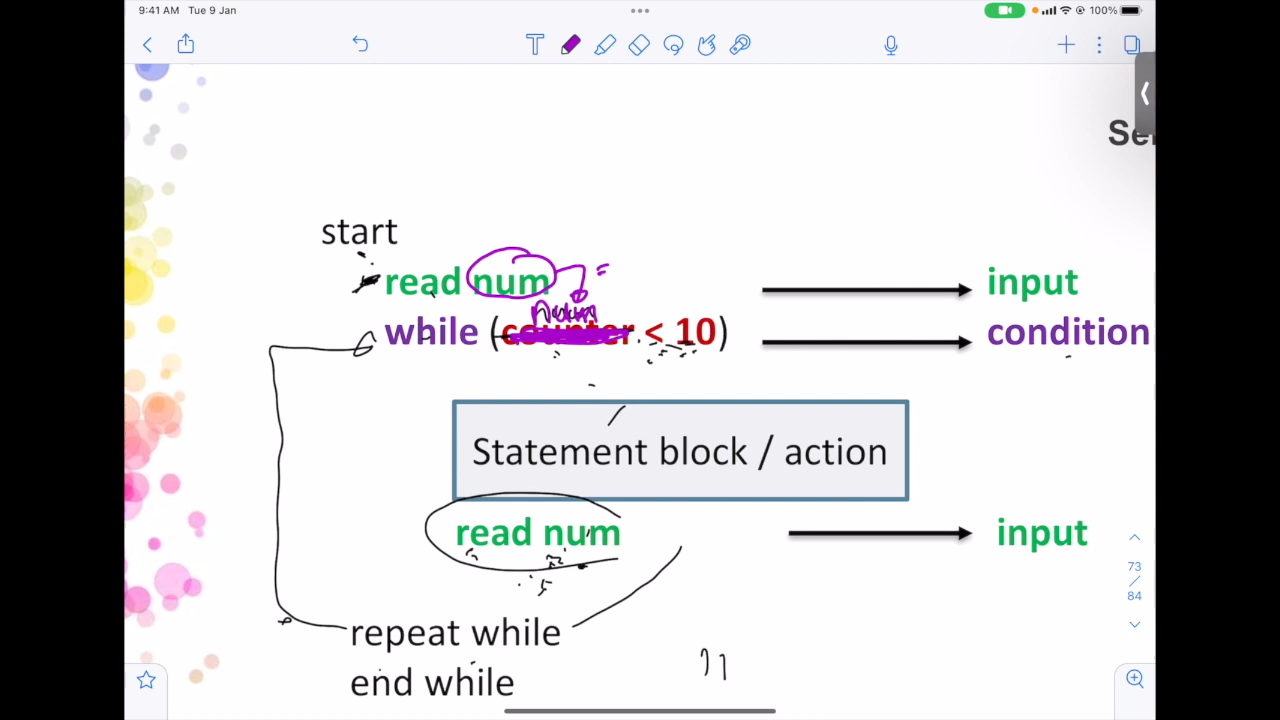 9:41 AM Tue 9 Jan
100%
Se
start
read num
=
input
num
while (counter < 10)
condition
Statement block / action
read num
input
73
/
84
repeat while
11
end while